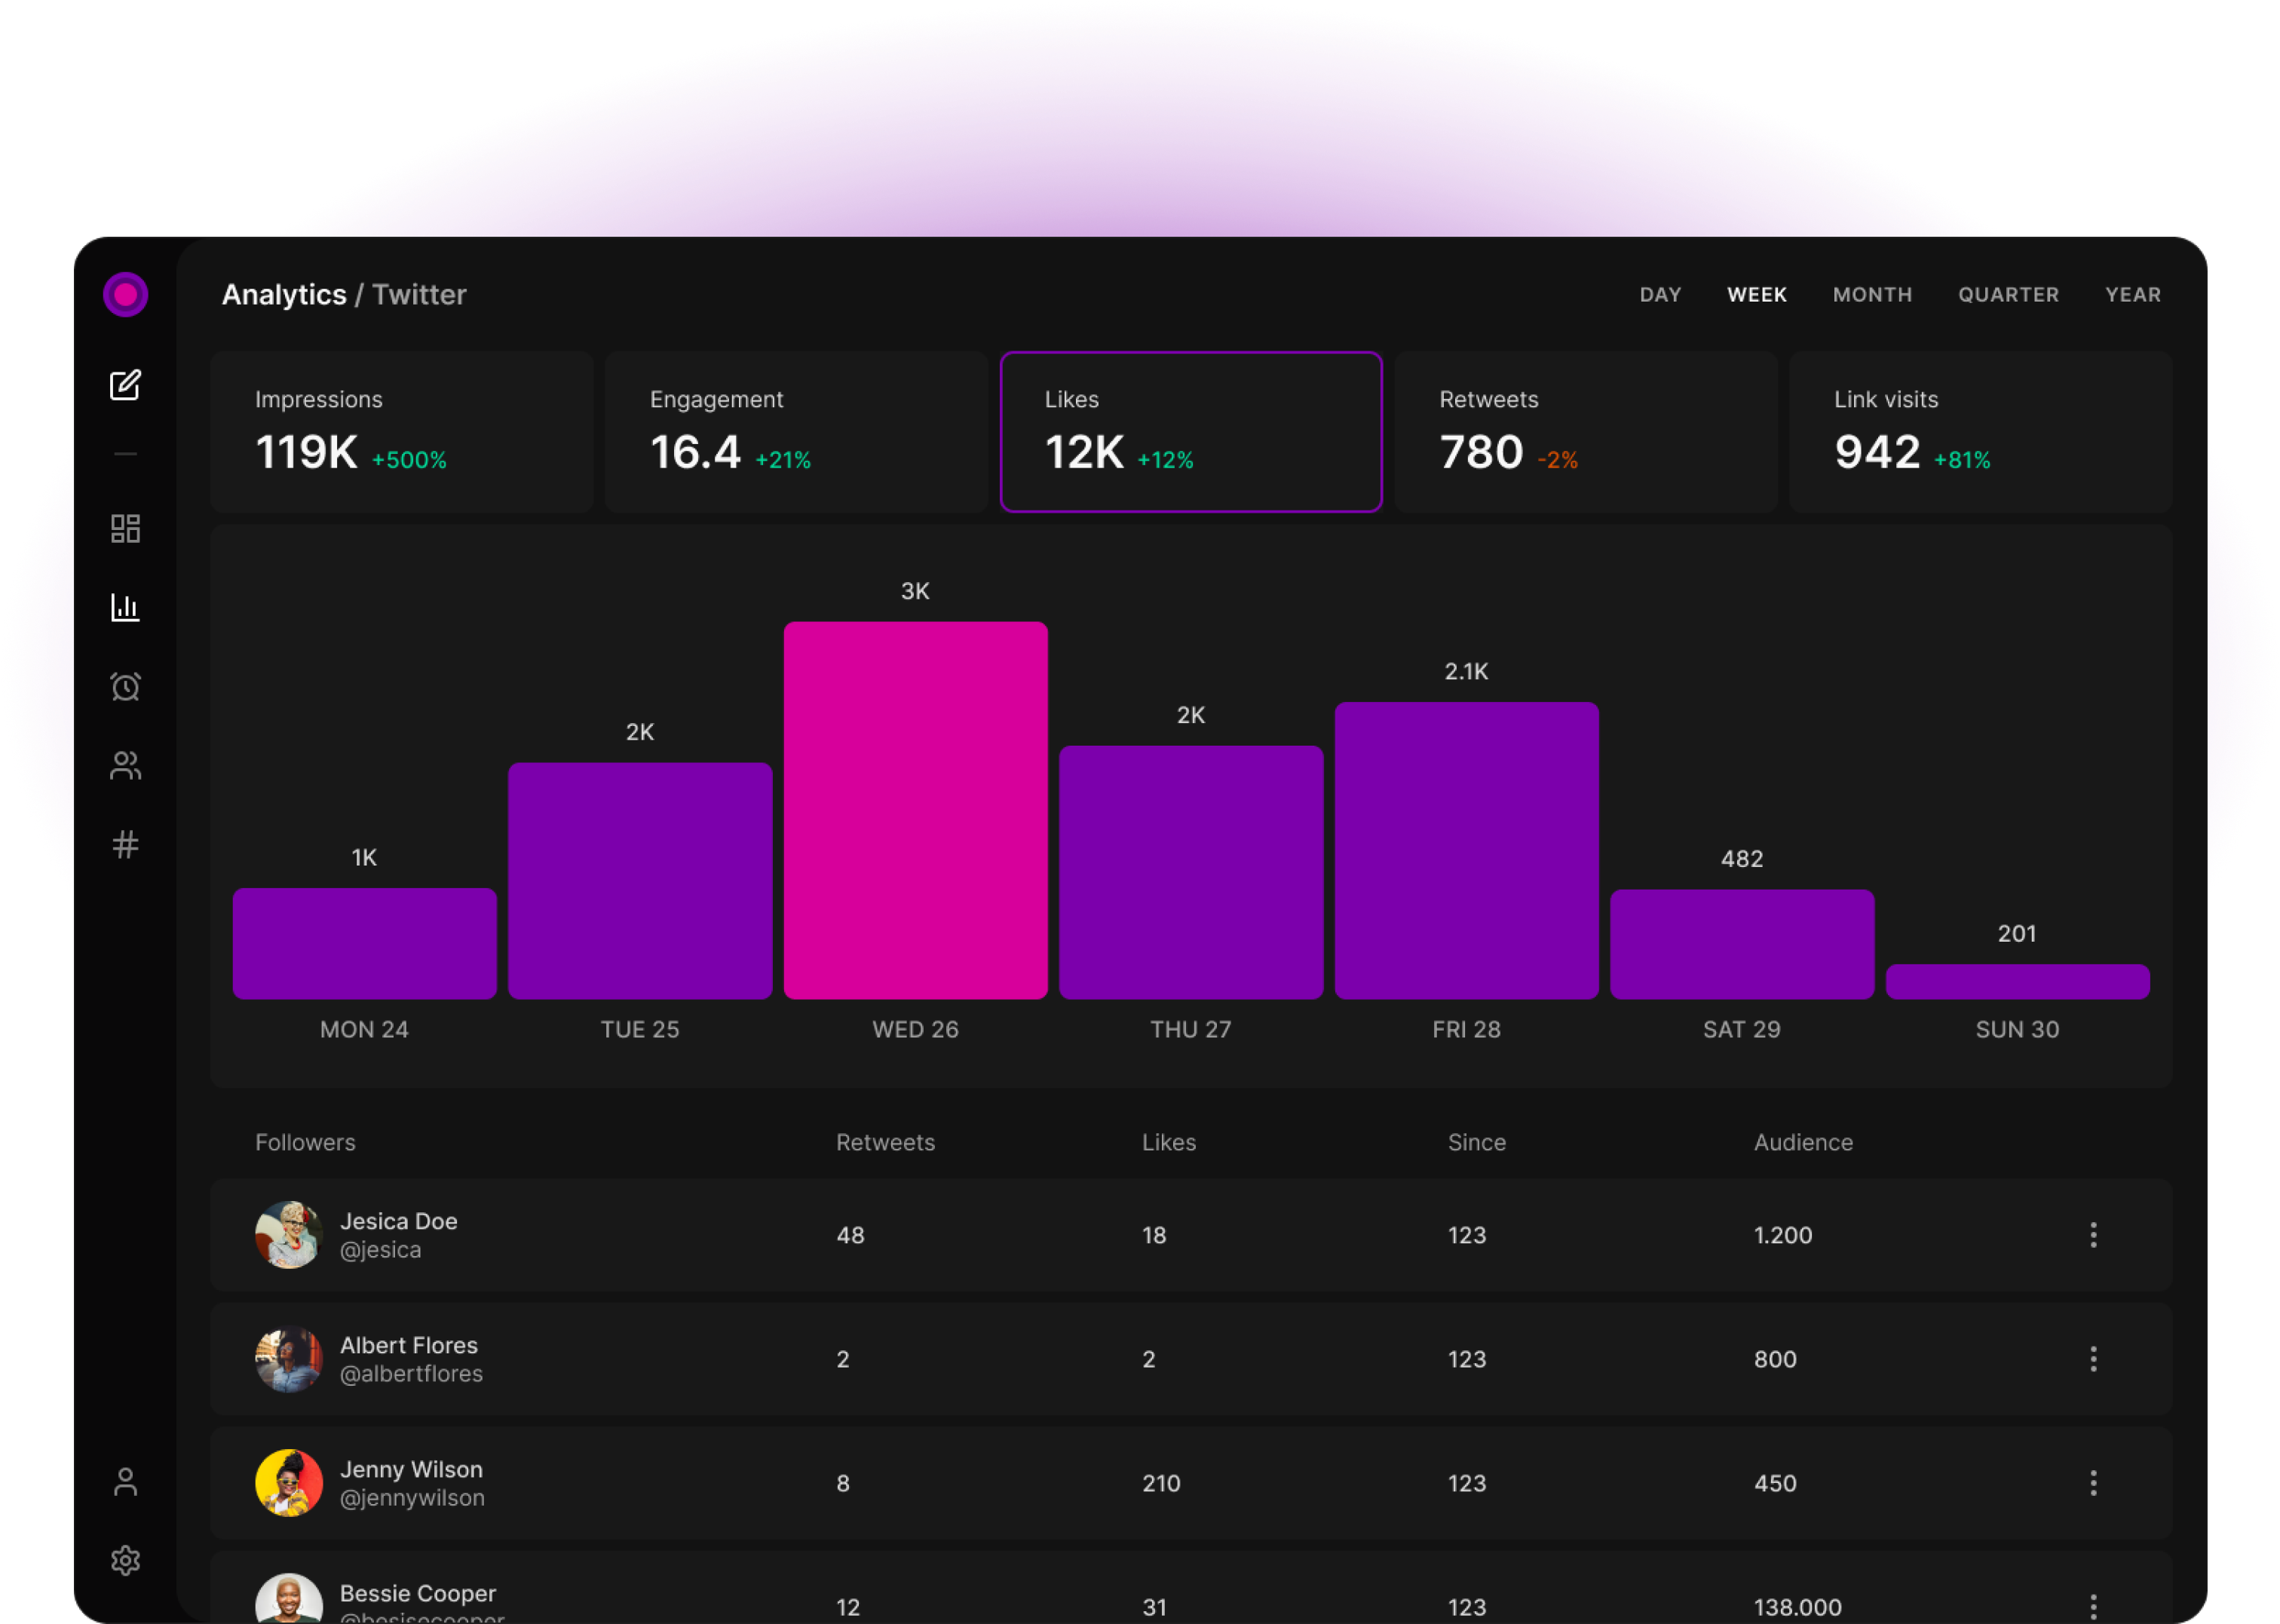 Analytics / Twitter
DAY WEEK MONTH QUARTER YEAR
Impressions
119K +500%
Engagement
16.4 +21%
Likes
12K +12%
Retweets
780 -2%
Link visits
942 +81%
3K
2.1K
2K
2K
1K
482
201
MON 24 TUE 25 WED 26 THU 27 FRI 28 SAT 29 SUN 30
Followers Retweets Likes Since Audience
Jesica Doe
@jesica
48 18 123 1.200
Albert Flores
@albertflores
2 2 123 800
Jenny Wilson
@jennywilson
8 210 123 450
Bessie Cooper
12 31 123 138.000